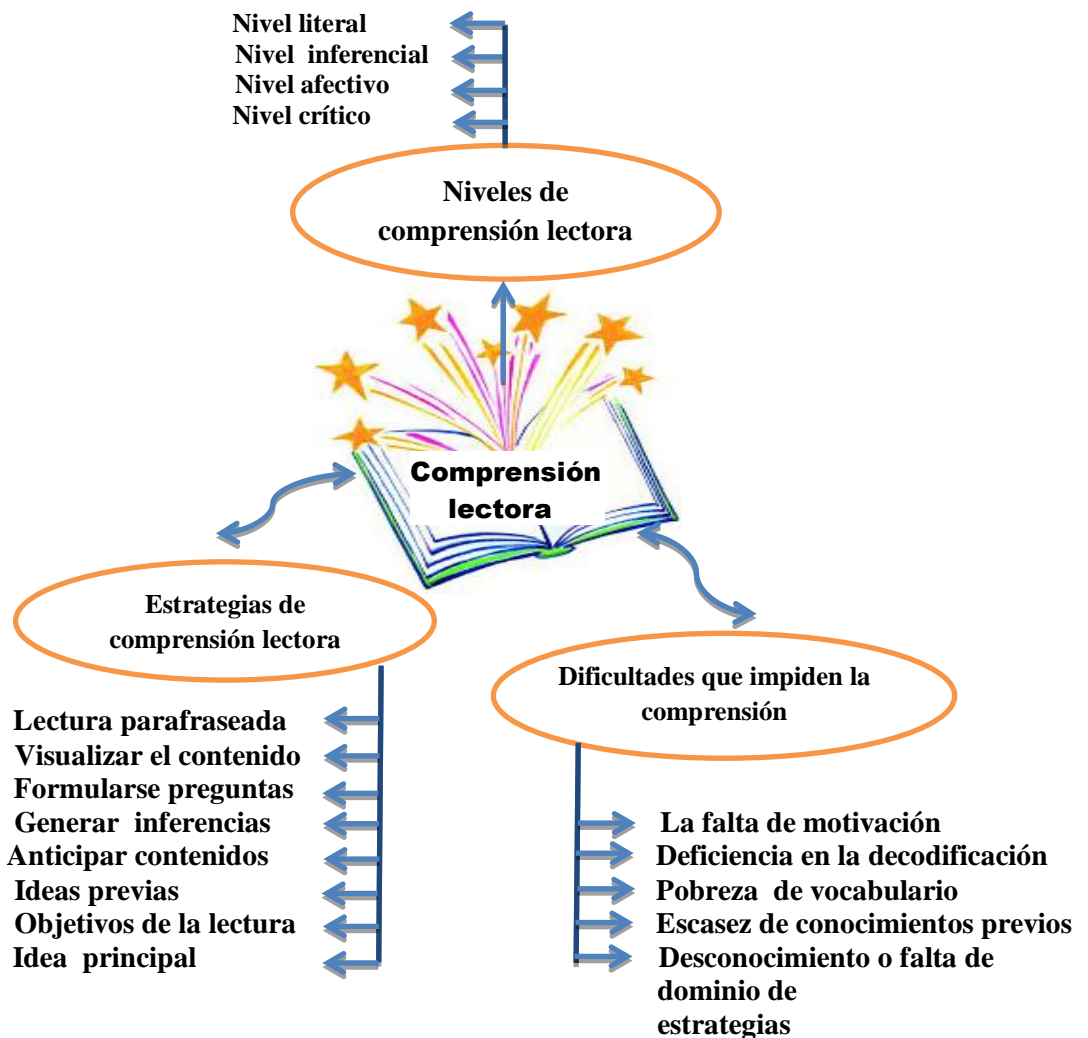 Nivel literal
Nivel inferencial
Nivel afectivo
Nivel crítico
Niveles de
comprensión lectora
Comprensión
lectora
Estrategias de
comprensión lectora
Lectura parafraseada
Visualizar el contenido
Formularse preguntas
Generar inferencias
Anticipar contenidos
Ideas previas
Objetivos de la lectura
Idea principal
Dificultades que impiden la
comprensión
La falta de motivación
Deficiencia en la decodificación
Pobreza de vocabulario
Escasez de conocimientos previos
Desconocimiento o falta de
dominio de
estrategias